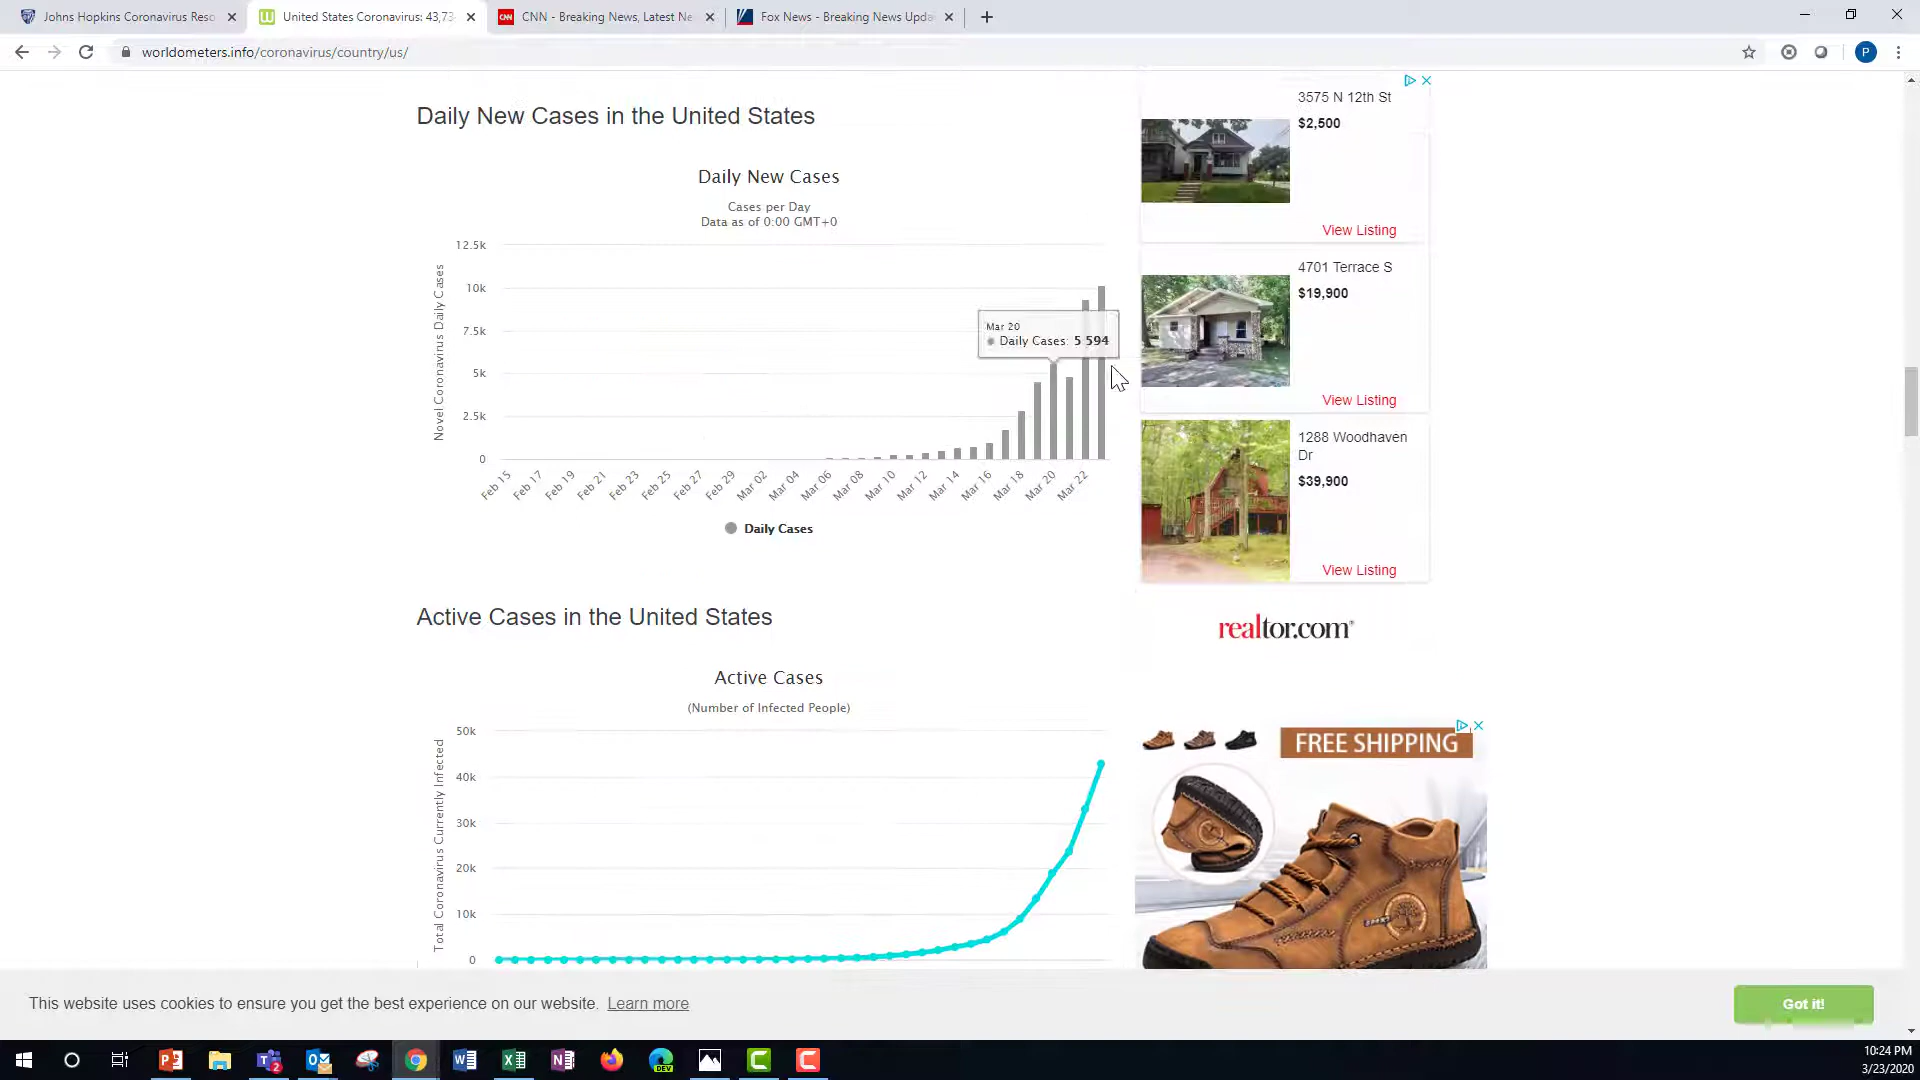 Johns Hopkins Coronavirus Reso
United States Coronavirus: 43,73
CNN - Breaking News, Latest Ne
Fox News - Breaking News Upda
worldometers.info/coronavirus/country/us/
P
Daily New Cases in the United States
Daily New Cases
Cases per Day
Data as of 0:00 GMT+0
Novel Coronavirus Daily Cases
12.5k
10k
7.5k
5k
2.5k
0
Mar 20
Daily Cases: 5 594
Feb 15
Feb 17
Feb 19
Feb 21
Feb 23
Feb 25
Feb 27
Feb 29
Mar 02
Mar 04
Mar 06
Mar 08
Mar 10
Mar 12
Mar 14
Mar 16
Mar 18
Mar 20
Mar 22
Daily Cases
3575 N 12th St
$2,500
View Listing
4701 Terrace S
$19,900
View Listing
1288 Woodhaven
Dr
$39,900
View Listing
realtor.com®
Active Cases in the United States
Active Cases
(Number of Infected People)
Total Coronavirus Currently Infected
50k
40k
30k
20k
10k
0
FREE SHIPPING
This website uses cookies to ensure you get the best experience on our website. Learn more
Got it!
10:24 PM
3/23/2020